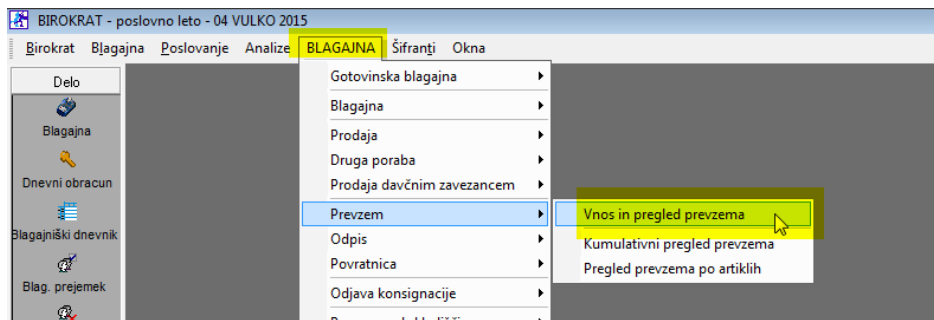 BIROKRAT - poslovno leto - 04 VULKO 2015
Birokrat Blagajna Poslovanje Analize BLAGAJNA Šifranti Okna
Delo
Blagajna
Dnevni obracun
Blagajniški dnevnik
Blag. prejemek
Gotovinska blagajna
Blagajna
Prodaja
Druga poraba
Prodaja davčnim zavezancem
Prevzem
Odpis
Povratnica
Odjava konsignacije
Vnos in pregled prevzema
Kumulativni pregled prevzema
Pregled prevzema po artiklih